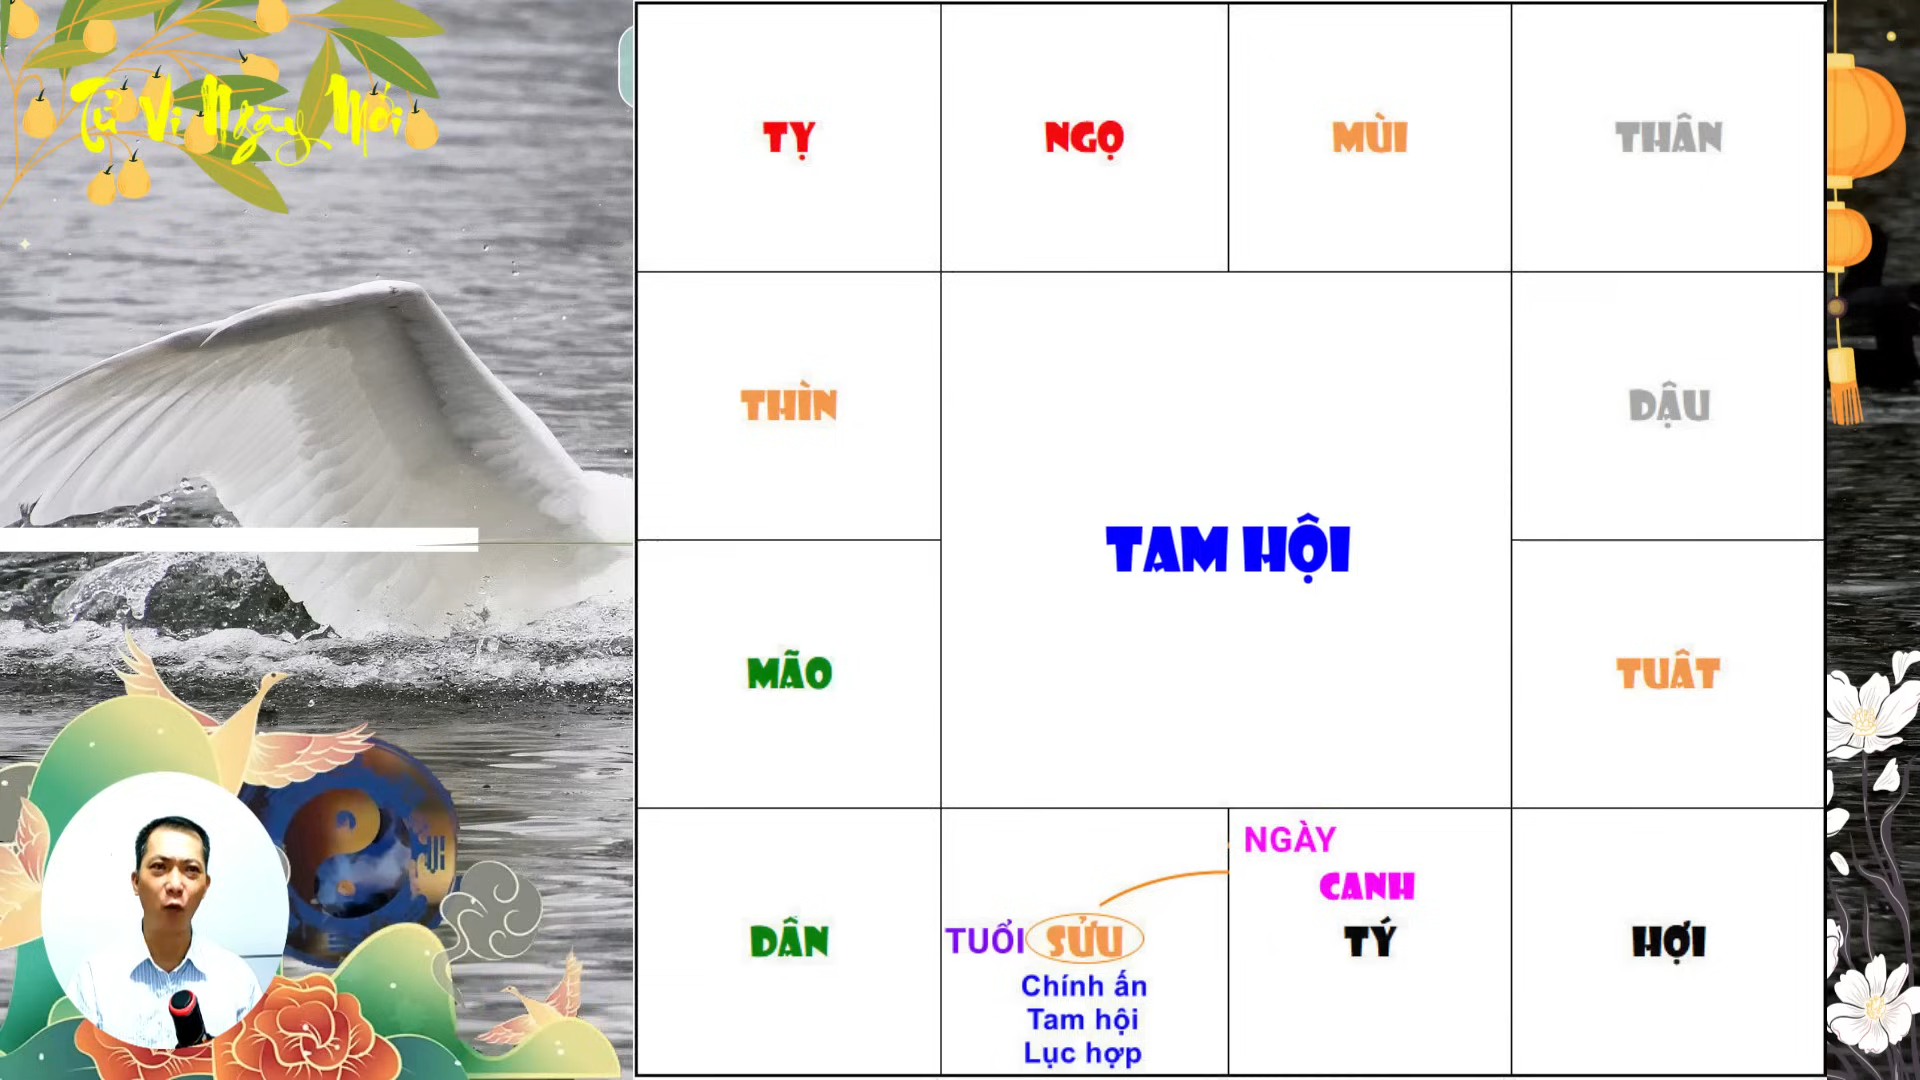 Tử Vi Ngày Mới
TỴ
NGỌ
MÙI
THÂN
THÌN
DẬU
TAM HỘI
MÃO
TUẤT
NGÀY
CANH
DẦN
TUỔI SỬU
TÝ
HỢI
Chính ấn
Tam hội
Lục hợp